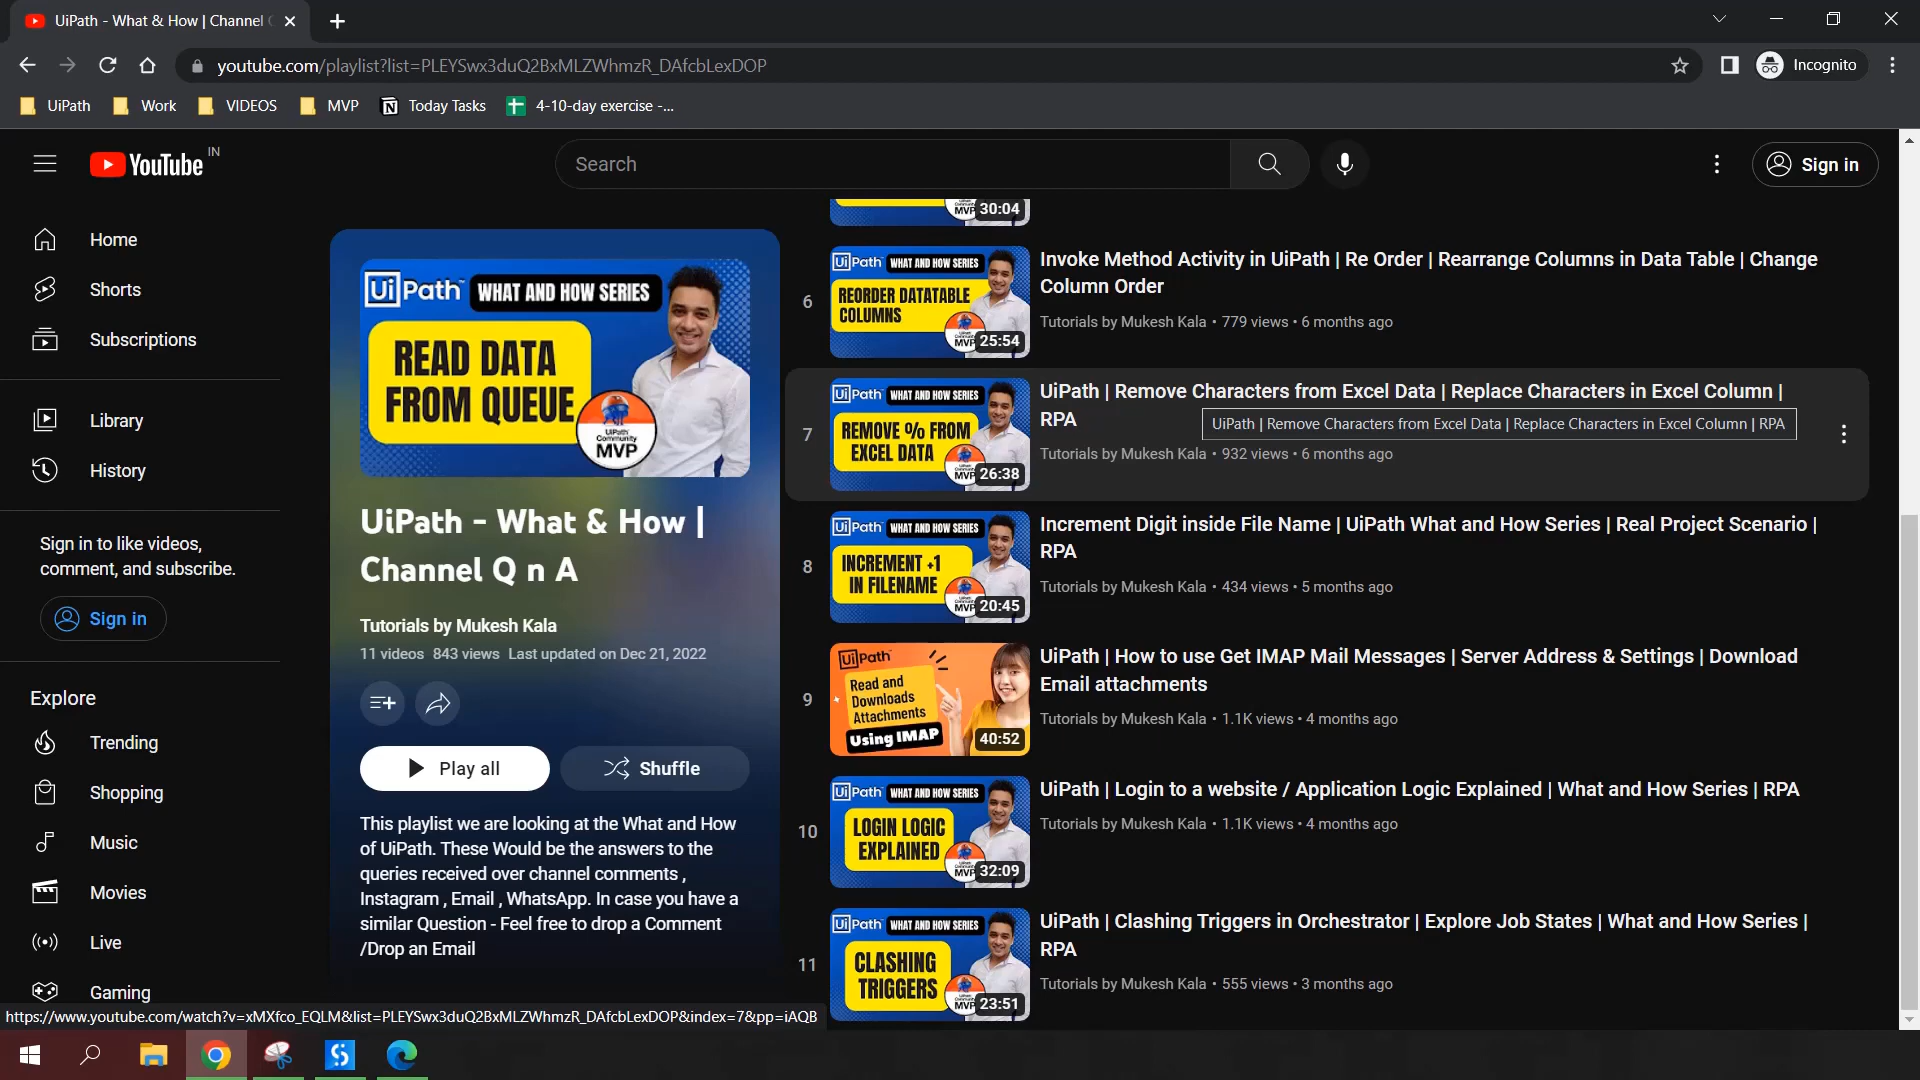 UiPath - What & How | Channel
youtube.com/playlist?list=PLEYSwx3duQ2BxMLZWhmzR_DAfcbLexDOP
Incognito
UiPath
Work
VIDEOS
MVP
Today Tasks
4-10-day exercise -...
YouTube IN
Search
Sign in
Home
Shorts
Subscriptions
Library
History
Sign in to like videos,
comment, and subscribe.
Sign in
Explore
Trending
Shopping
Music
Movies
Live
Gaming
UiPath WHAT AND HOW SERIES
READ DATA
FROM QUEUE
UiPath
Community
MVP
UiPath - What & How |
Channel Q n A
Tutorials by Mukesh Kala
11 videos 843 views Last updated on Dec 21, 2022
Play all
Shuffle
This playlist we are looking at the What and How
of UiPath. These Would be the answers to the
queries received over channel comments ,
Instagram , Email , WhatsApp. In case you have a
similar Question - Feel free to drop a Comment
/Drop an Email
MVP 30:04
6
UiPath WHAT AND HOW SERIES
REORDER DATATABLE
COLUMNS
MVP 25:54
Invoke Method Activity in UiPath | Re Order | Rearrange Columns in Data Table | Change
Column Order
Tutorials by Mukesh Kala • 779 views • 6 months ago
7
UiPath WHAT AND HOW SERIES
REMOVE % FROM
EXCEL DATA
MVP 26:38
UiPath | Remove Characters from Excel Data | Replace Characters in Excel Column |
RPA
UiPath | Remove Characters from Excel Data | Replace Characters in Excel Column | RPA
Tutorials by Mukesh Kala • 932 views • 6 months ago
8
UiPath WHAT AND HOW SERIES
INCREMENT +1
IN FILENAME
MVP 20:45
Increment Digit inside File Name | UiPath What and How Series | Real Project Scenario |
RPA
Tutorials by Mukesh Kala • 434 views • 5 months ago
9
UiPath
Read and
Downloads
Attachments
Using IMAP
40:52
UiPath | How to use Get IMAP Mail Messages | Server Address & Settings | Download
Email attachments
Tutorials by Mukesh Kala • 1.1K views • 4 months ago
10
UiPath WHAT AND HOW SERIES
LOGIN LOGIC
EXPLAINED
MVP 32:09
UiPath | Login to a website / Application Logic Explained | What and How Series | RPA
Tutorials by Mukesh Kala • 1.1K views • 4 months ago
11
UiPath WHAT AND HOW SERIES
CLASHING
TRIGGERS
MVP 23:51
UiPath | Clashing Triggers in Orchestrator | Explore Job States | What and How Series |
RPA
Tutorials by Mukesh Kala • 555 views • 3 months ago
https://www.youtube.com/watch?v=xMXfco_EQLM&list=PLEYSwx3duQ2BxMLZWhmzR_DAfcbLexDOP&index=7&pp=iAQB